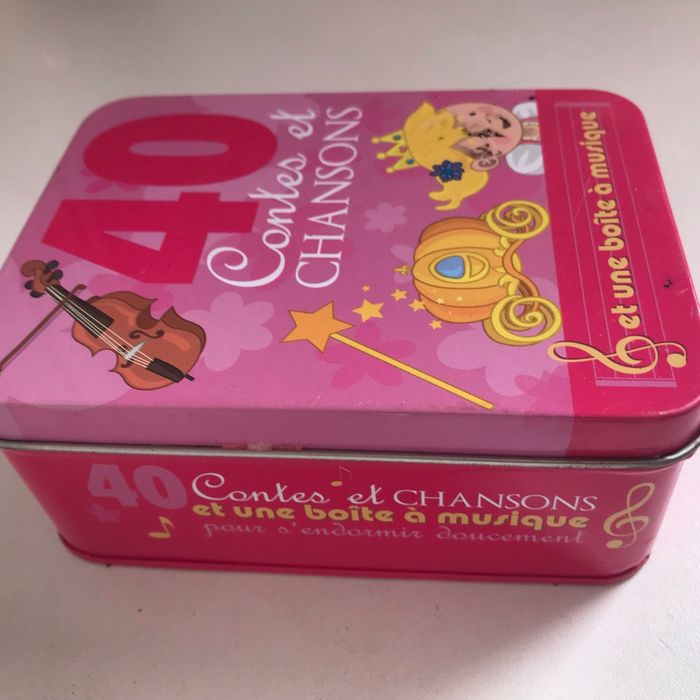 40
Contes et
CHANSONS
et une boîte à musique
40 Contes et CHANSONS
et une boîte à musique
pour s'endormir doucement